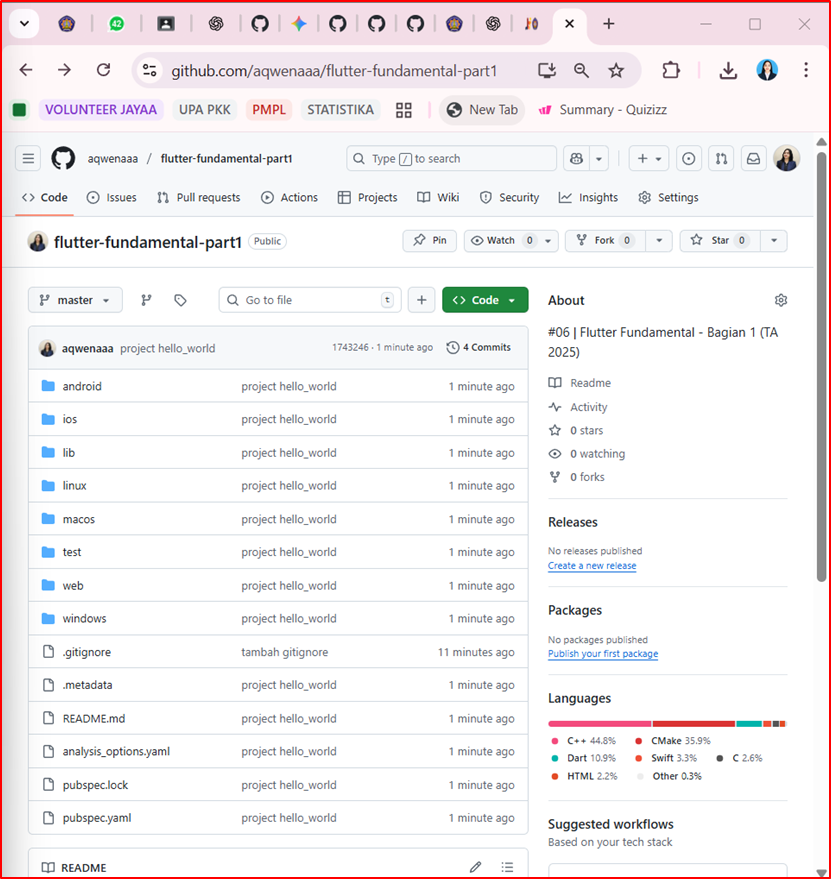 42
github.com/aqwenaaa/flutter-fundamental-part1
VOLUNTEER JAYAA UPA PKK PMPL STATISTIKA New Tab Summary - Quizizz
aqwenaaa / flutter-fundamental-part1 Type / to search
Code Issues Pull requests Actions Projects Wiki Security Insights Settings
flutter-fundamental-part1 Public Pin Watch 0 Fork 0 Star 0
master Go to file t Code
aqwenaaa project hello_world 1743246 · 1 minute ago 4 Commits
android project hello_world 1 minute ago
ios project hello_world 1 minute ago
lib project hello_world 1 minute ago
linux project hello_world 1 minute ago
macos project hello_world 1 minute ago
test project hello_world 1 minute ago
web project hello_world 1 minute ago
windows project hello_world 1 minute ago
.gitignore tambah gitignore 11 minutes ago
.metadata project hello_world 1 minute ago
README.md project hello_world 1 minute ago
analysis_options.yaml project hello_world 1 minute ago
pubspec.lock project hello_world 1 minute ago
pubspec.yaml project hello_world 1 minute ago
README
About
#06 | Flutter Fundamental - Bagian 1 (TA
2025)
Readme
Activity
0 stars
0 watching
0 forks
Releases
No releases published
Create a new release
Packages
No packages published
Publish your first package
Languages
C++ 44.8% CMake 35.9%
Dart 10.9% Swift 3.3% C 2.6%
HTML 2.2% Other 0.3%
Suggested workflows
Based on your tech stack